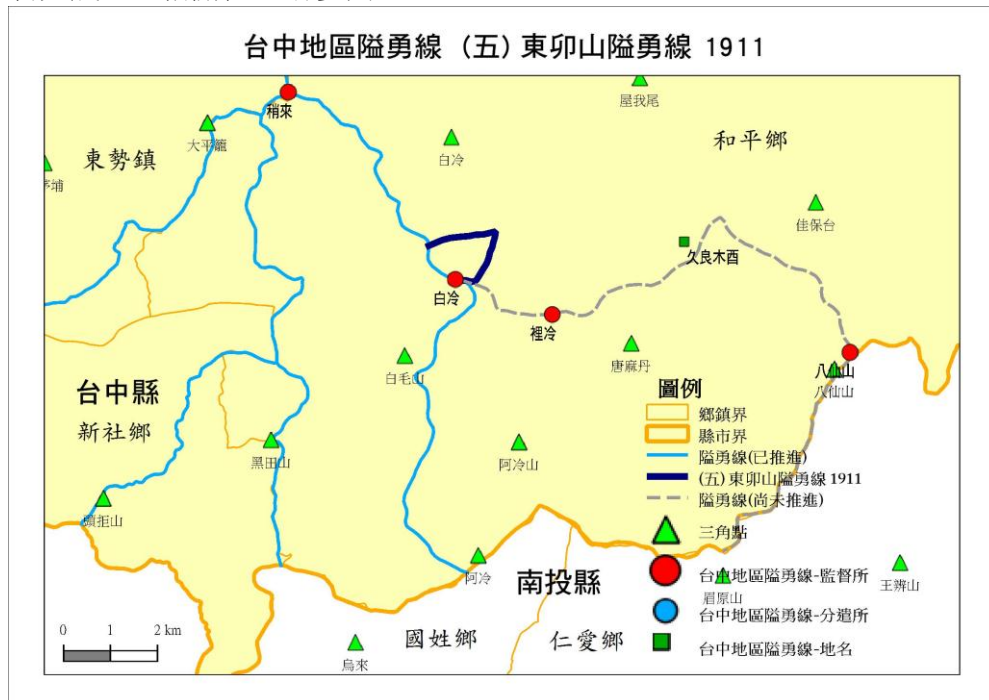 台中地區隘勇線 (五) 東卯山隘勇線 1911
稍來
屋我尾
大平龍
白冷
和平鄉
東勢鎮
埔
佳保台
久良木酉
白冷
裡冷
唐麻丹
白毛山
八仙山
八仙山
台中縣
新社鄉
黑田山
阿冷山
頭拒山
阿冷
南投縣
國姓鄉
仁愛鄉
烏來
眉原山
王辨山
圖例
鄉鎮界
縣市界
隘勇線(已推進)
(五) 東卯山隘勇線 1911
隘勇線(尚未推進)
三角點
台中地區隘勇線-監督所
台中地區隘勇線-分遣所
台中地區隘勇線-地名
0 1 2 km